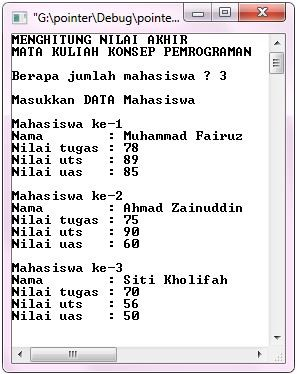 "G:\pointer\Debug\pointe...
MENGHITUNG NILAI AKHIR
MATA KULIAH KONSEP PEMROGRAMAN
Berapa jumlah mahasiswa ? 3
Masukkan DATA Mahasiswa
Mahasiswa ke-1
Nama : Muhammad Fairuz
Nilai tugas : 78
Nilai uts : 89
Nilai uas : 85
Mahasiswa ke-2
Nama : Ahmad Zainuddin
Nilai tugas : 75
Nilai uts : 90
Nilai uas : 60
Mahasiswa ke-3
Nama : Siti Kholifah
Nilai tugas : 70
Nilai uts : 56
Nilai uas : 50